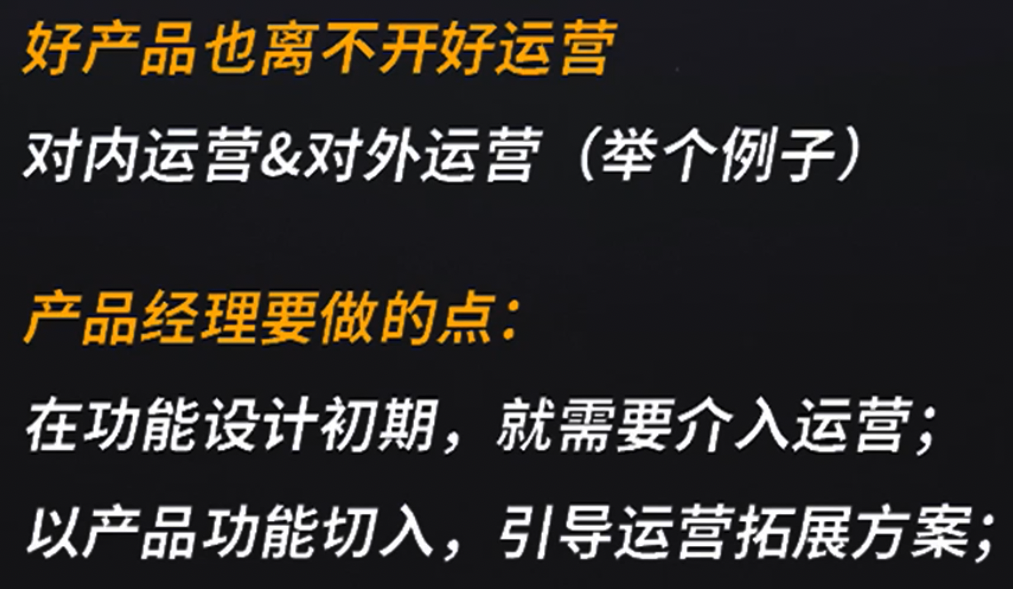 好产品也离不开好运营
对内运营&对外运营（举个例子）
产品经理要做的点：
在功能设计初期，就需要介入运营；
以产品功能切入，引导运营拓展方案；